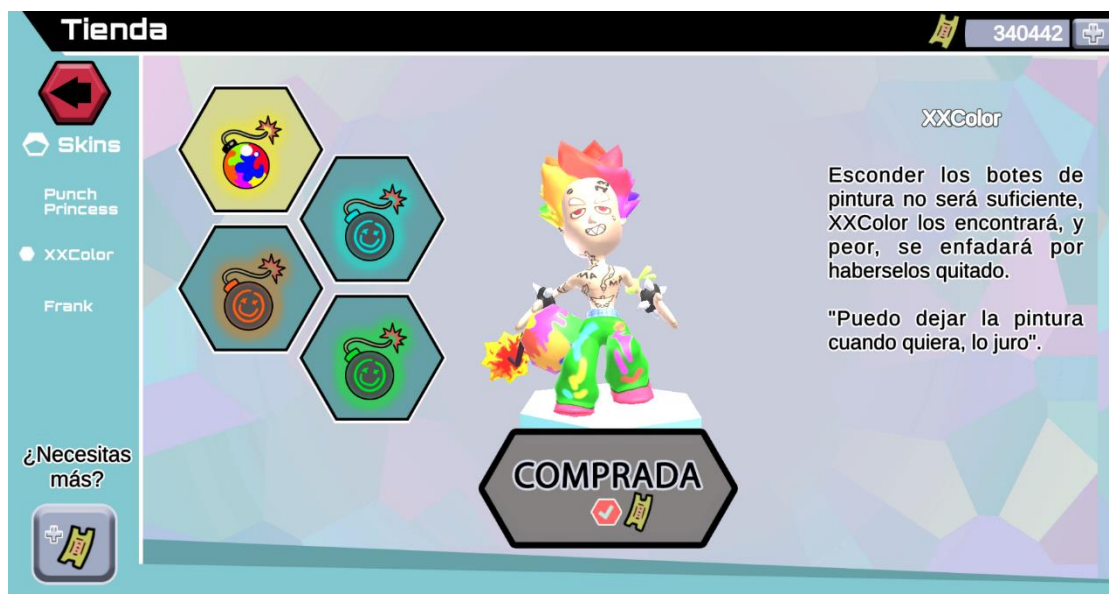 Tienda
340442
Skins
Punch
Princess
XXColor
Frank
¿Necesitas
más?
XXColor
Esconder los botes de
pintura no será suficiente,
XXColor los encontrará, y
peor, se enfadará por
haberselos quitado.
"Puedo dejar la pintura
cuando quiera, lo juro".
COMPRADA